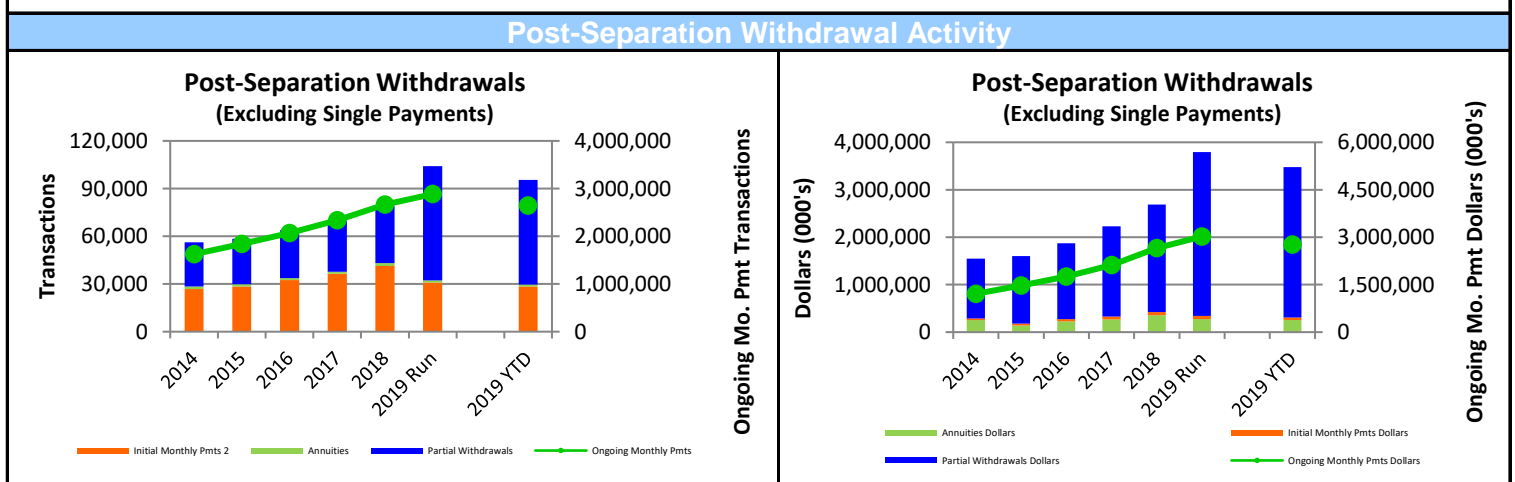 Post-Separation Withdrawal Activity
Post-Separation Withdrawals
(Excluding Single Payments)
Transactions
120,000
90,000
60,000
30,000
0
4,000,000
3,000,000
2,000,000
1,000,000
0
Ongoing Mo. Pmt Transactions
2014
2015
2016
2017
2018
2019 Run
2019 YTD
Initial Monthly Pmts 2
Annuities
Partial Withdrawals
Ongoing Monthly Pmts
Post-Separation Withdrawals
(Excluding Single Payments)
Dollars (000's)
4,000,000
3,000,000
2,000,000
1,000,000
0
6,000,000
4,500,000
3,000,000
1,500,000
0
Ongoing Mo. Pmt Dollars (000's)
2014
2015
2016
2017
2018
2019 Run
2019 YTD
Annuities Dollars
Initial Monthly Pmts Dollars
Partial Withdrawals Dollars
Ongoing Monthly Pmts Dollars